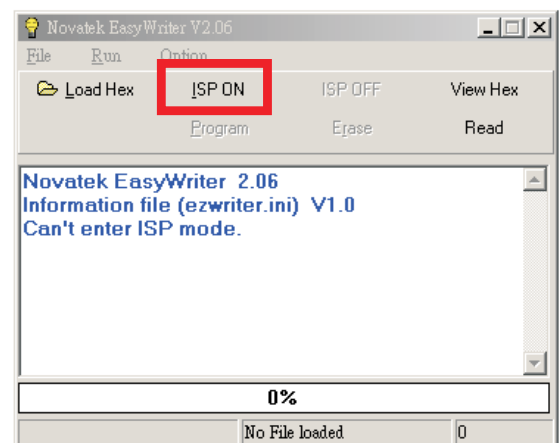 Novatek EasyWriter V2.06
File Run Option
Load Hex ISP ON ISP OFF View Hex
Program Erase Read
Novatek EasyWriter 2.06
Information file (ezwriter.ini) V1.0
Can't enter ISP mode.
0%
No File loaded 0